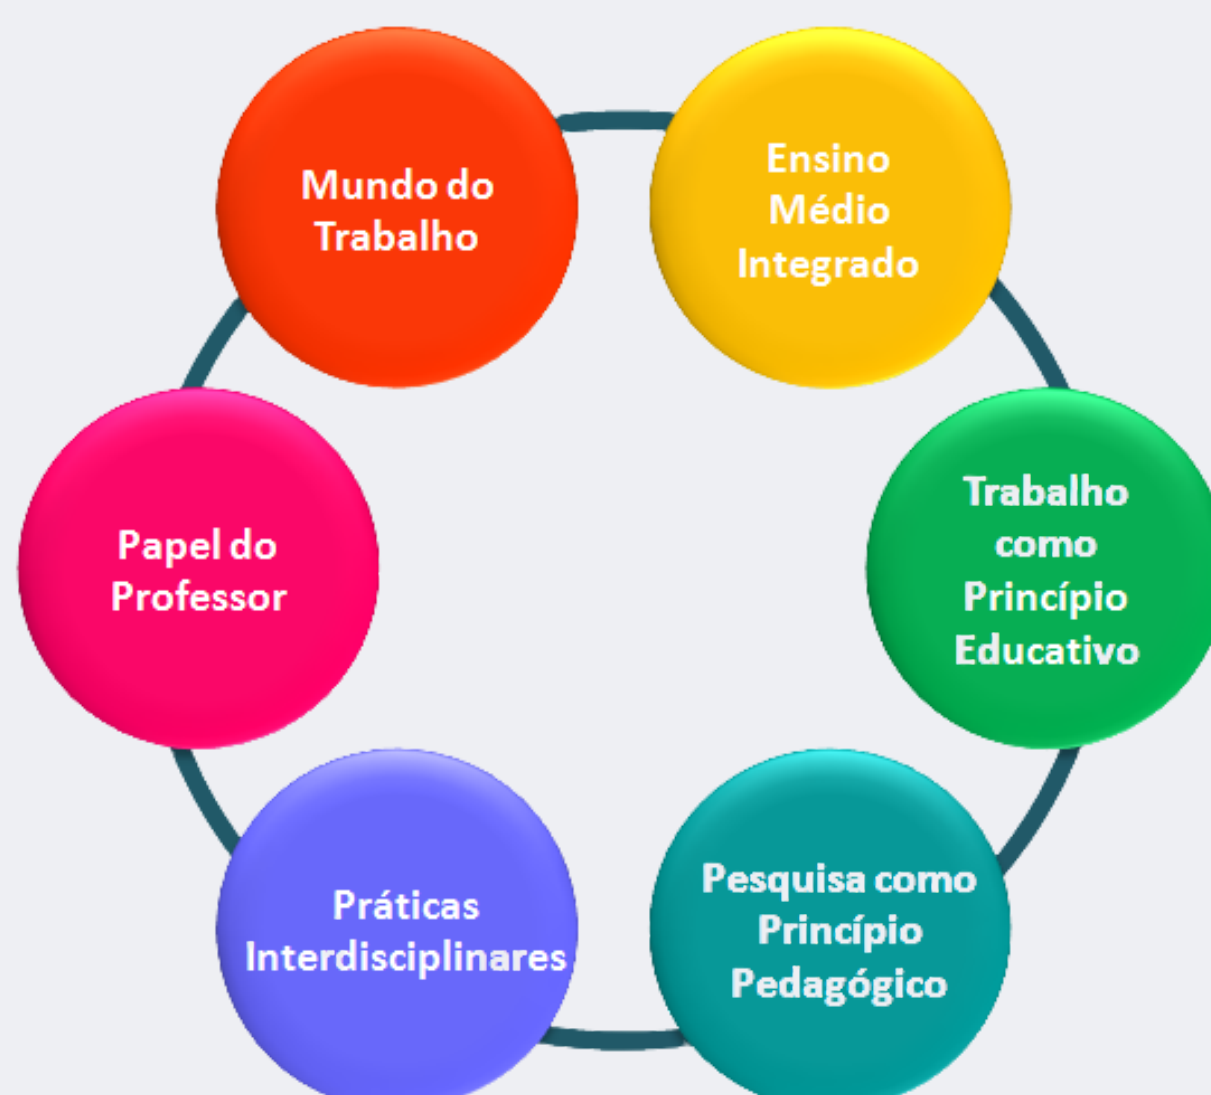 Mundo do
Trabalho
Ensino
Médio
Integrado
Trabalho
como
Princípio
Educativo
Pesquisa como
Princípio
Pedagógico
Práticas
Interdisciplinares
Papel do
Professor